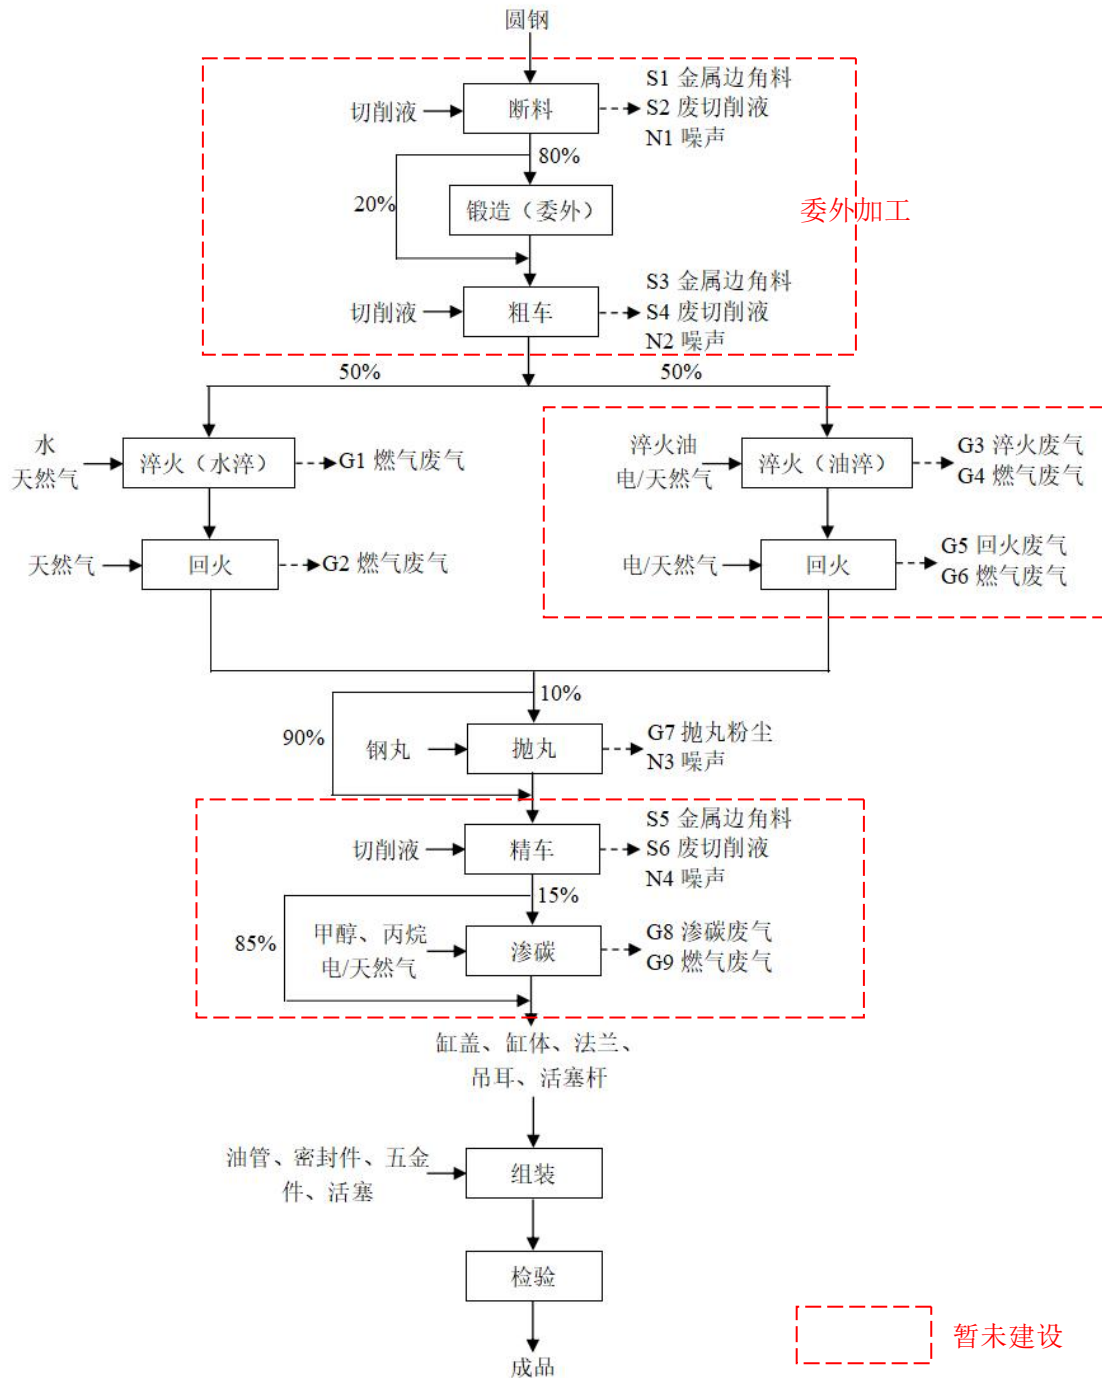 圆钢
S1 金属边角料
切削液
断料
S2 废切削液
N1 噪声
80%
20%
锻造（委外）
委外加工
S3 金属边角料
切削液
粗车
S4 废切削液
N2 噪声
50%
50%
水
天然气
淬火（水淬）
G1 燃气废气
淬火油
电/天然气
淬火（油淬）
G3 淬火废气
G4 燃气废气
天然气
回火
G2 燃气废气
电/天然气
回火
G5 回火废气
G6 燃气废气
10%
90%
钢丸
抛丸
G7 抛丸粉尘
N3 噪声
S5 金属边角料
切削液
精车
S6 废切削液
N4 噪声
15%
85%
甲醇、丙烷
电/天然气
渗碳
G8 渗碳废气
G9 燃气废气
缸盖、缸体、法兰、
吊耳、活塞杆
油管、密封件、五金
件、活塞
组装
检验
暂未建设
成品